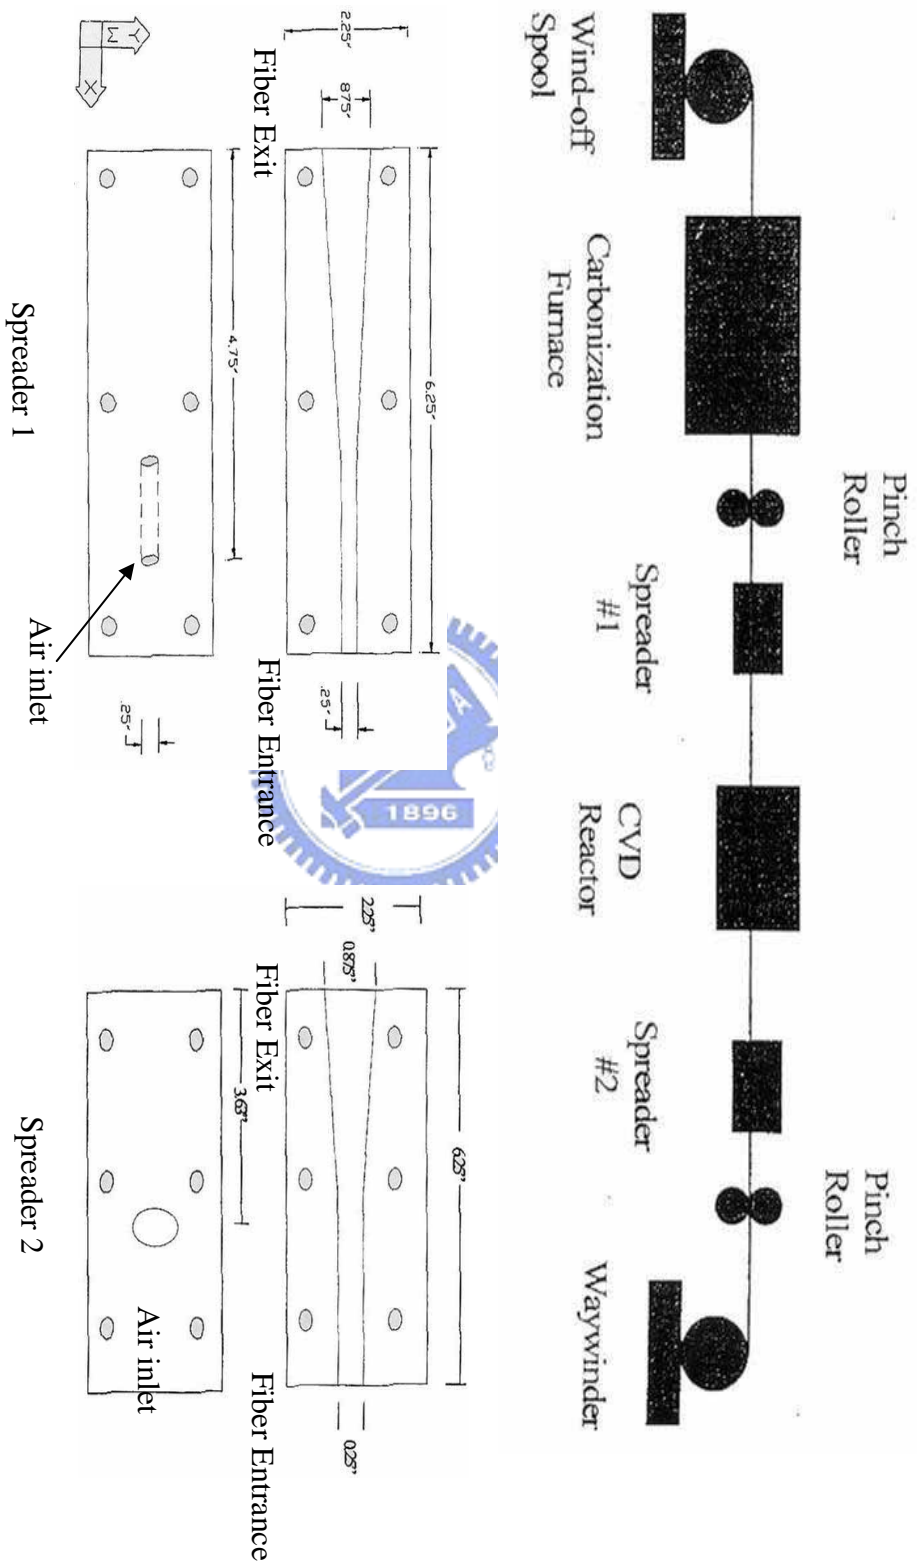 Wind-off
Spool
Carbonization
Furnace
Pinch
Roller
Spreader
#1
CVD
Reactor
Spreader
#2
Pinch
Roller
Waywinder
6.25"
2.25"
.875"
.25"
Fiber Exit
Fiber Entrance
4.75"
.25"
Air inlet
Y
W
X
Spreader 1
6.25"
2.25"
0.875"
0.25"
Fiber Exit
Fiber Entrance
3.63"
Air inlet
Spreader 2
A
1896